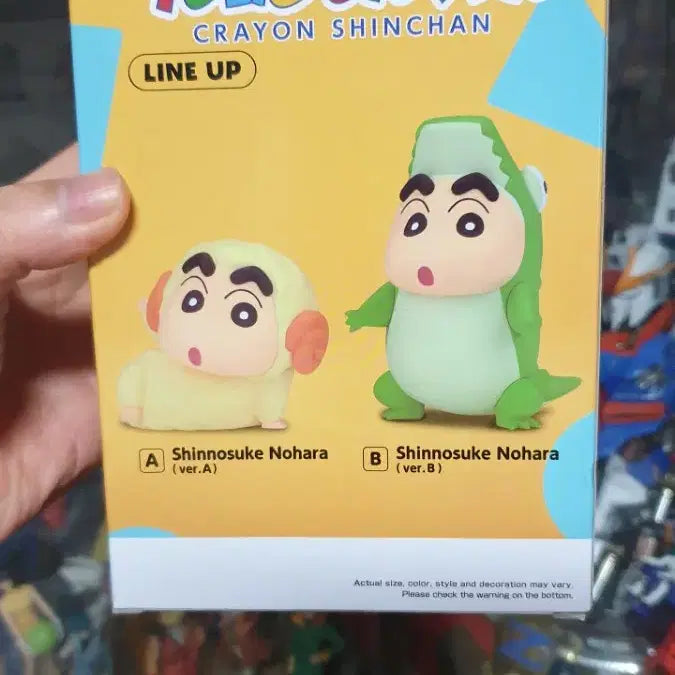 CRAYON SHINCHAN
LINE UP
A Shinnosuke Nohara
(ver.A)
B Shinnosuke Nohara
(ver.B)
Actual size, color, style and decoration may vary.
Please check the warning on the bottom.